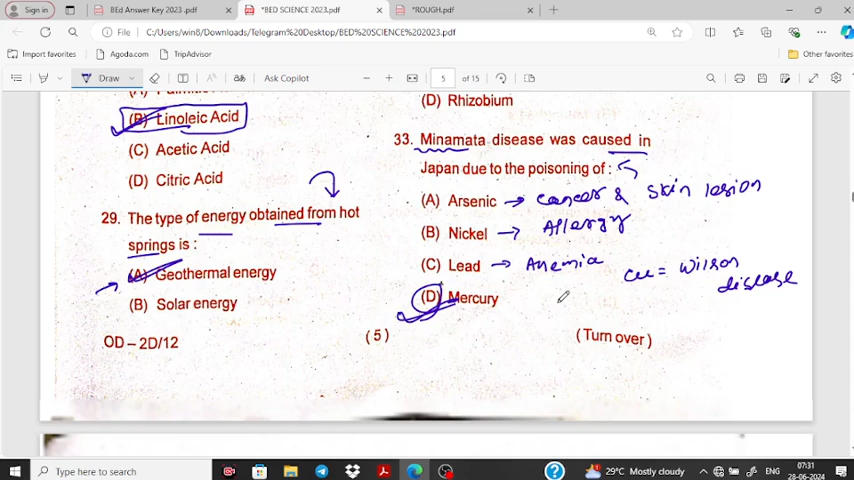 Sign in
BEd Answer Key 2023 .pdf
*BED SCIENCE 2023.pdf
*ROUGH.pdf
File
C:/Users/win8/Downloads/Telegram%20Desktop/BED%20SCIENCE%202023.pdf
Import favorites
Agoda.com
TripAdvisor
Other favorites
Draw
Ask Copilot
5
of 15
(B) Linoleic Acid
(C) Acetic Acid
(D) Citric Acid
29. The type of energy obtained from hot
springs is :
(A) Geothermal energy
(B) Solar energy
OD – 2D/12
(D) Rhizobium
33. Minamata disease was caused in
Japan due to the poisoning of :
(A) Arsenic → cancer & skin lesion
(B) Nickel → Allergy
(C) Lead → Anemia
cu = Wilson
disease
(D) Mercury
(5)
(Turn over)
Type here to search
29°C Mostly cloudy
ENG
07:31
28-06-2024